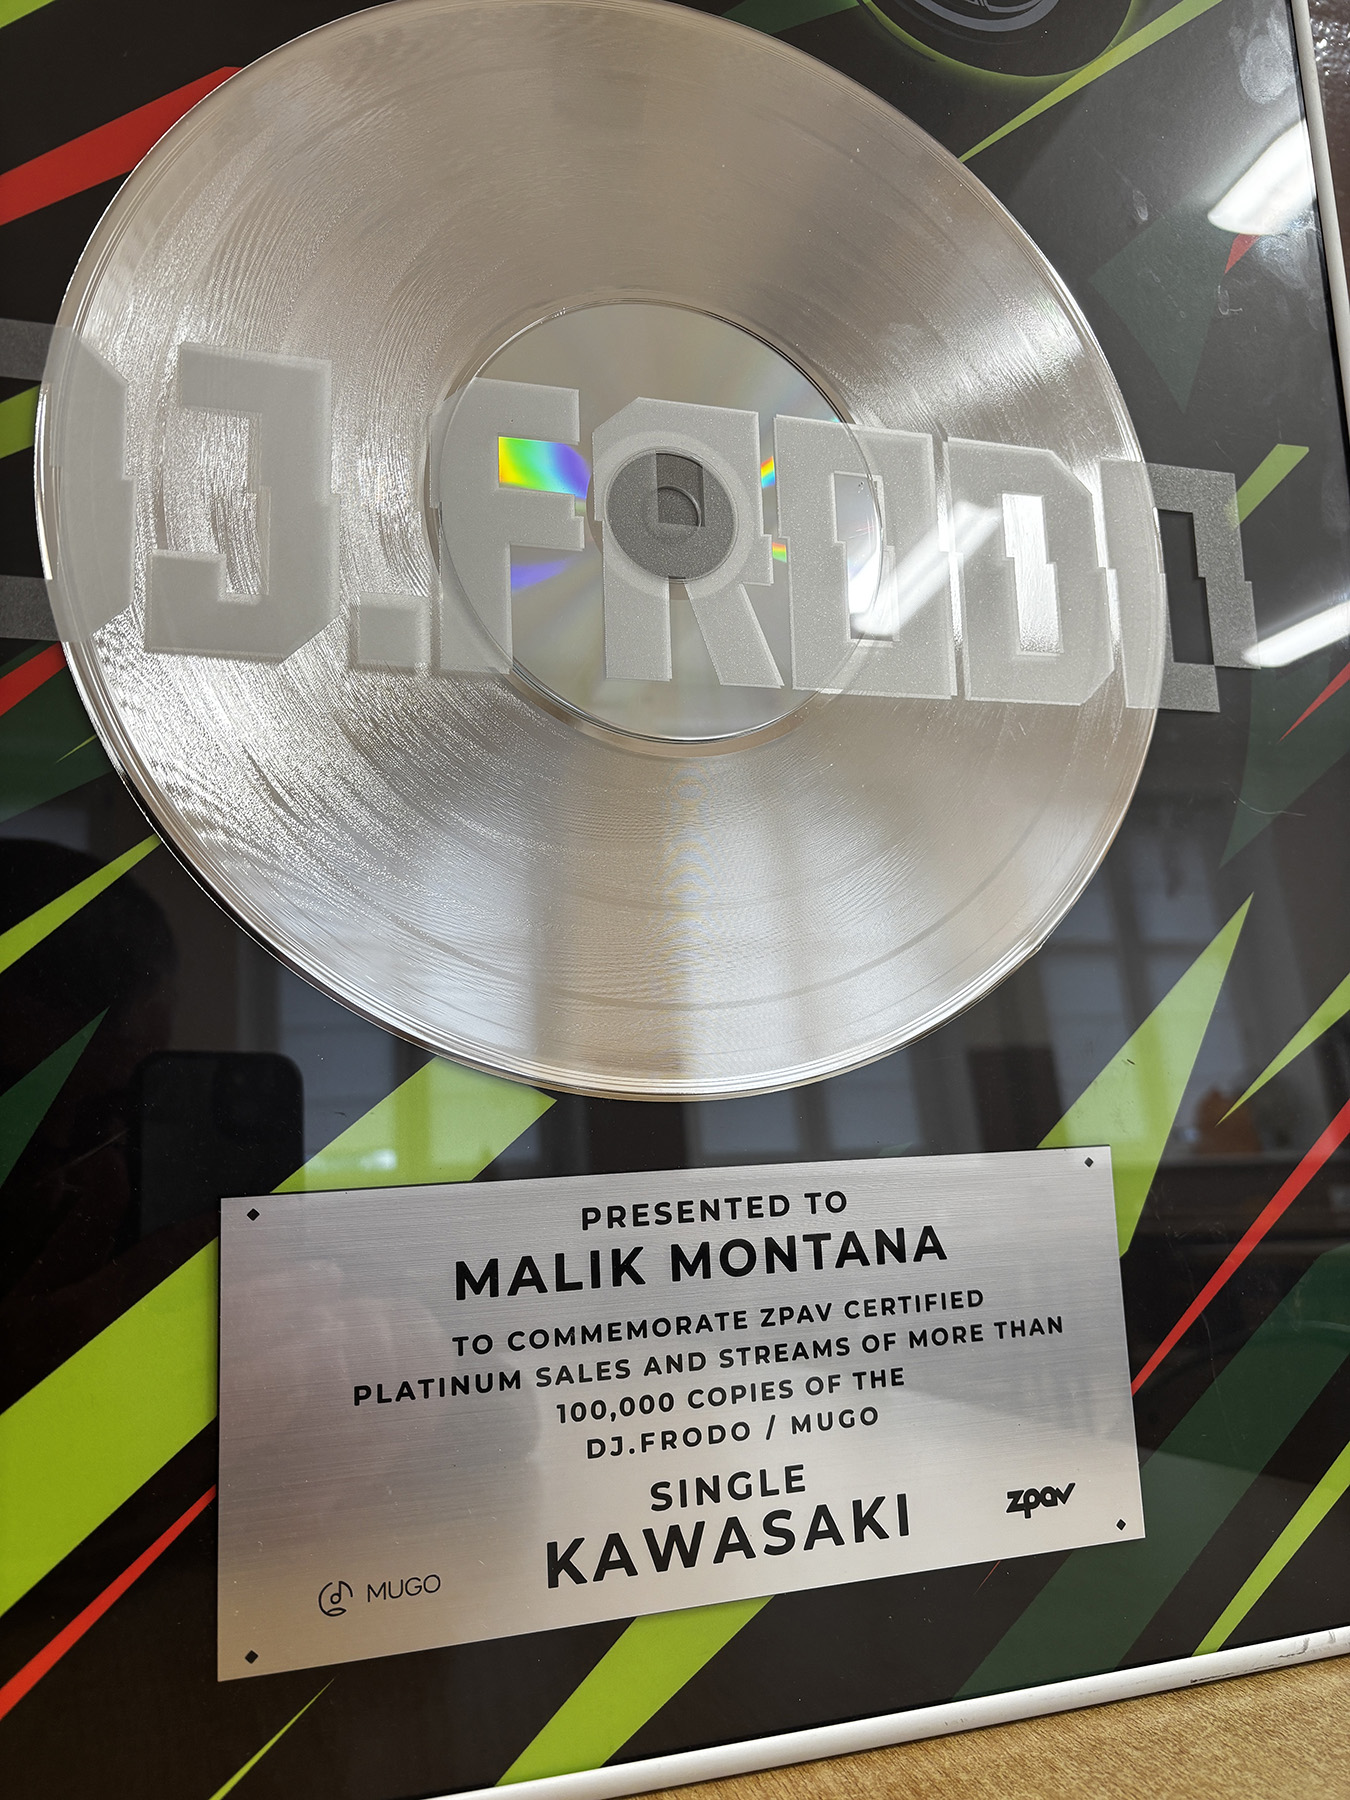 DJ.FRODO
PRESENTED TO
MALIK MONTANA
TO COMMEMORATE ZPAV CERTIFIED
PLATINUM SALES AND STREAMS OF MORE THAN
100,000 COPIES OF THE
DJ.FRODO / MUGO
SINGLE
KAWASAKI
zpav
MUGO